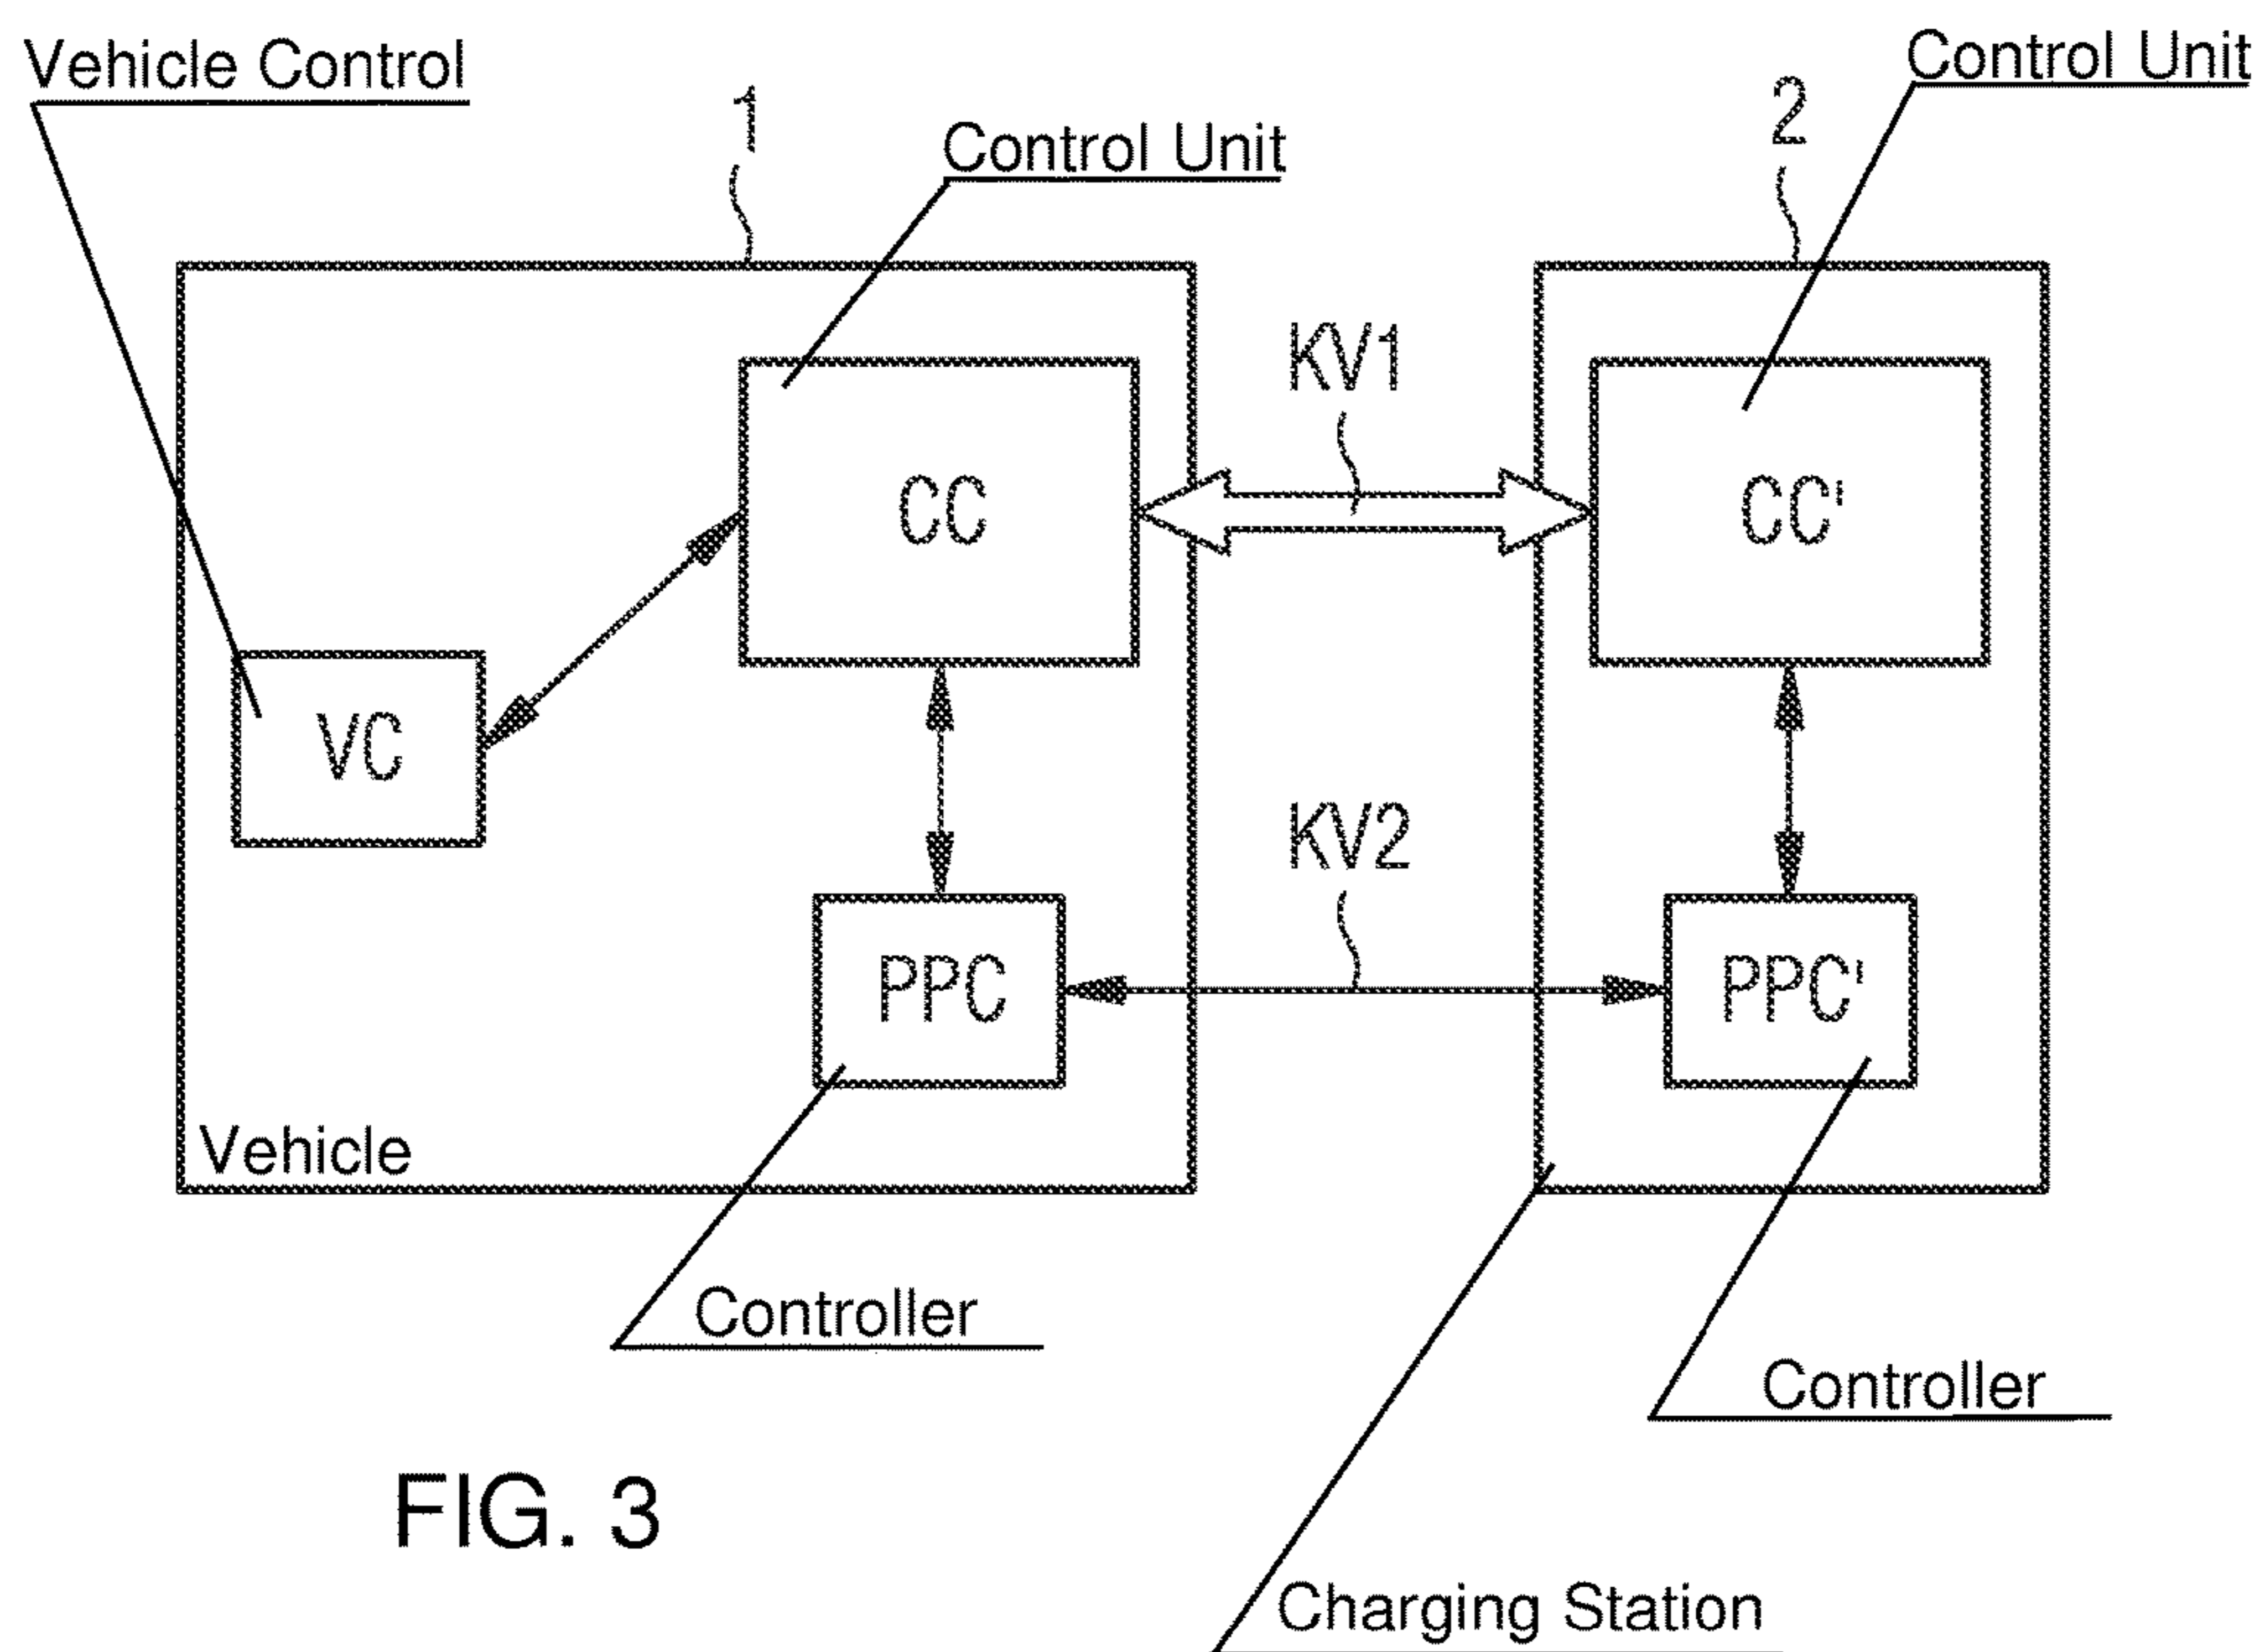 Vehicle Control
Control Unit
1
2
Control Unit
KV1
CC
CC'
VC
KV2
PPC
PPC'
Vehicle
Controller
Controller
FIG. 3
Charging Station